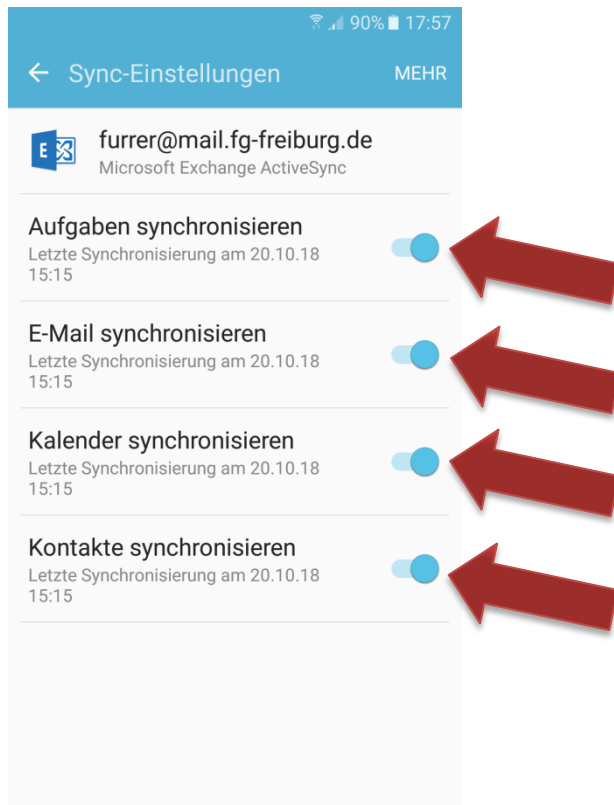 90% 17:57
Sync-Einstellungen MEHR
E
furrer@mail.fg-freiburg.de
Microsoft Exchange ActiveSync
Aufgaben synchronisieren
Letzte Synchronisierung am 20.10.18
15:15
E-Mail synchronisieren
Letzte Synchronisierung am 20.10.18
15:15
Kalender synchronisieren
Letzte Synchronisierung am 20.10.18
15:15
Kontakte synchronisieren
Letzte Synchronisierung am 20.10.18
15:15